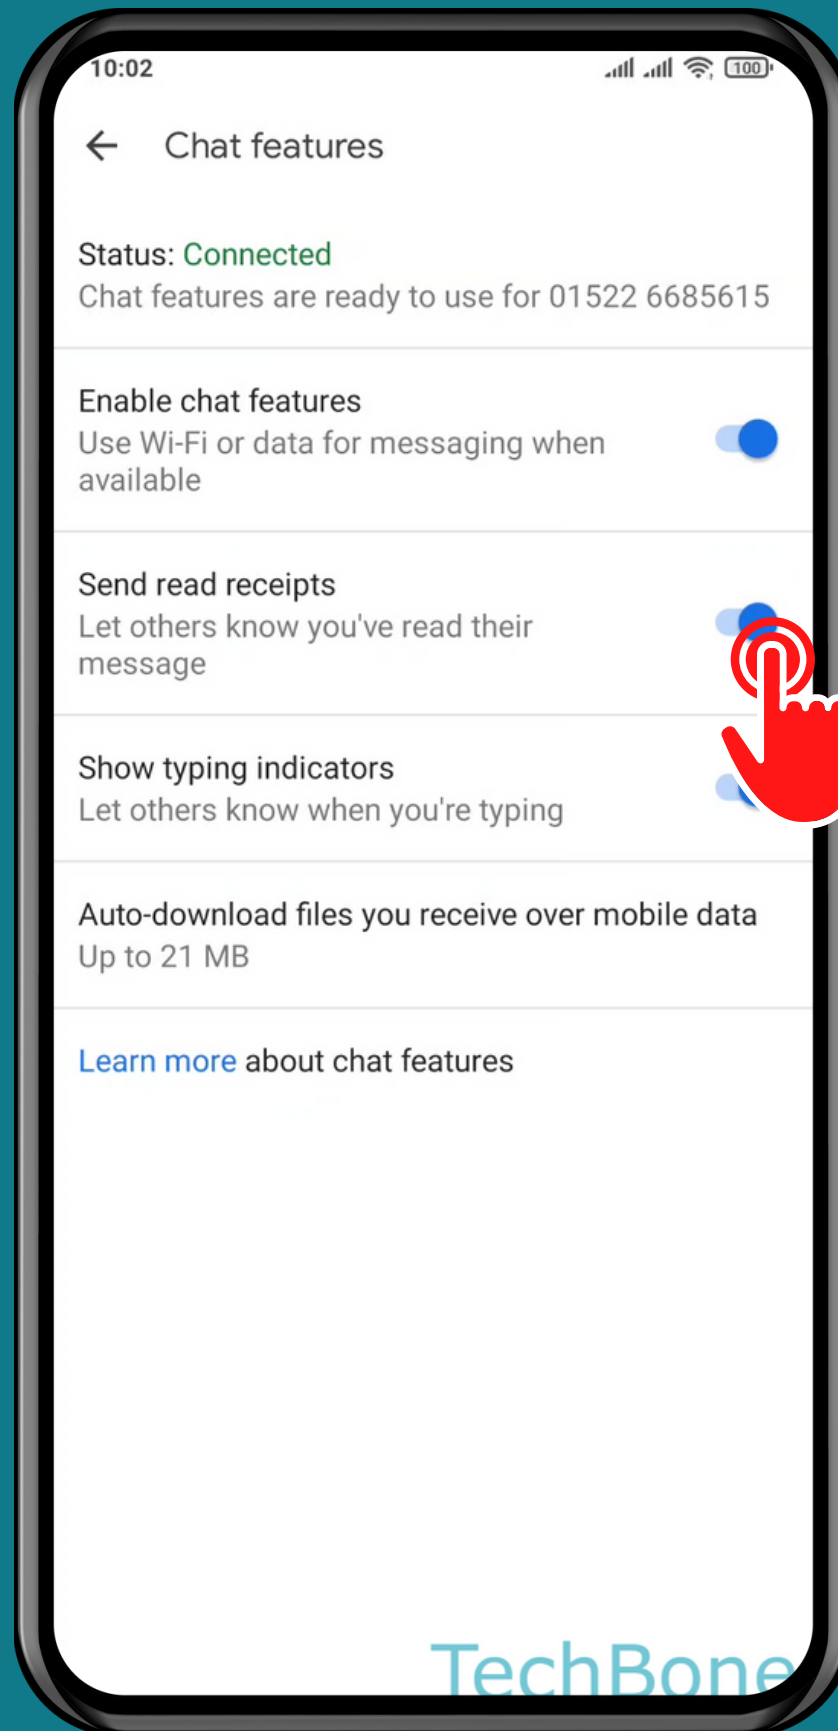 10:02
100
Chat features
Status: Connected
Chat features are ready to use for 01522 6685615
Enable chat features
Use Wi-Fi or data for messaging when
available
Send read receipts
Let others know you've read their
message
Show typing indicators
Let others know when you're typing
Auto-download files you receive over mobile data
Up to 21 MB
Learn more about chat features
TechBone